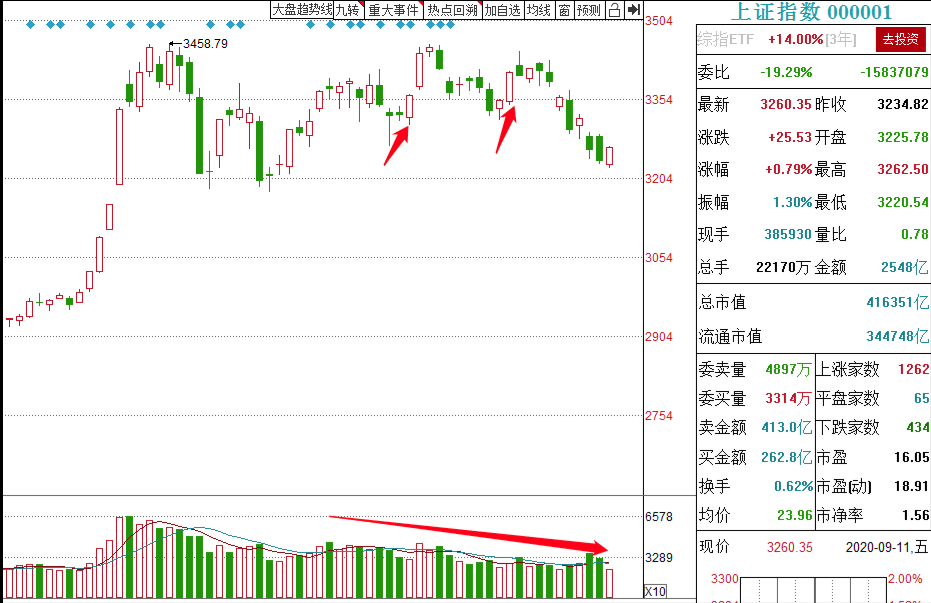 大盘趋势线 九转 重大事件 热点回溯 加自选 均线 窗 预测
3504
3458.79
3354
3204
3054
2904
2754
6578
3289
X10
上证指数 000001
综指ETF +14.00%[3年] 去投资
委比 -19.29% -15837079
最新 3260.35 昨收 3234.82
涨跌 +25.53 开盘 3225.78
涨幅 +0.79% 最高 3262.50
振幅 1.30% 最低 3220.54
现手 385930 量比 0.78
总手 22170万 金额 2548亿
总市值 416351亿
流通市值 344748亿
委卖量 4897万 上涨家数 1262
委买量 3314万 平盘家数 65
卖金额 413.0亿 下跌家数 434
买金额 262.8亿 市盈 16.05
换手 0.62% 市盈(动) 18.91
均价 23.96 市净率 1.56
现价 3260.35 2020-09-11,五
3300 2.00%